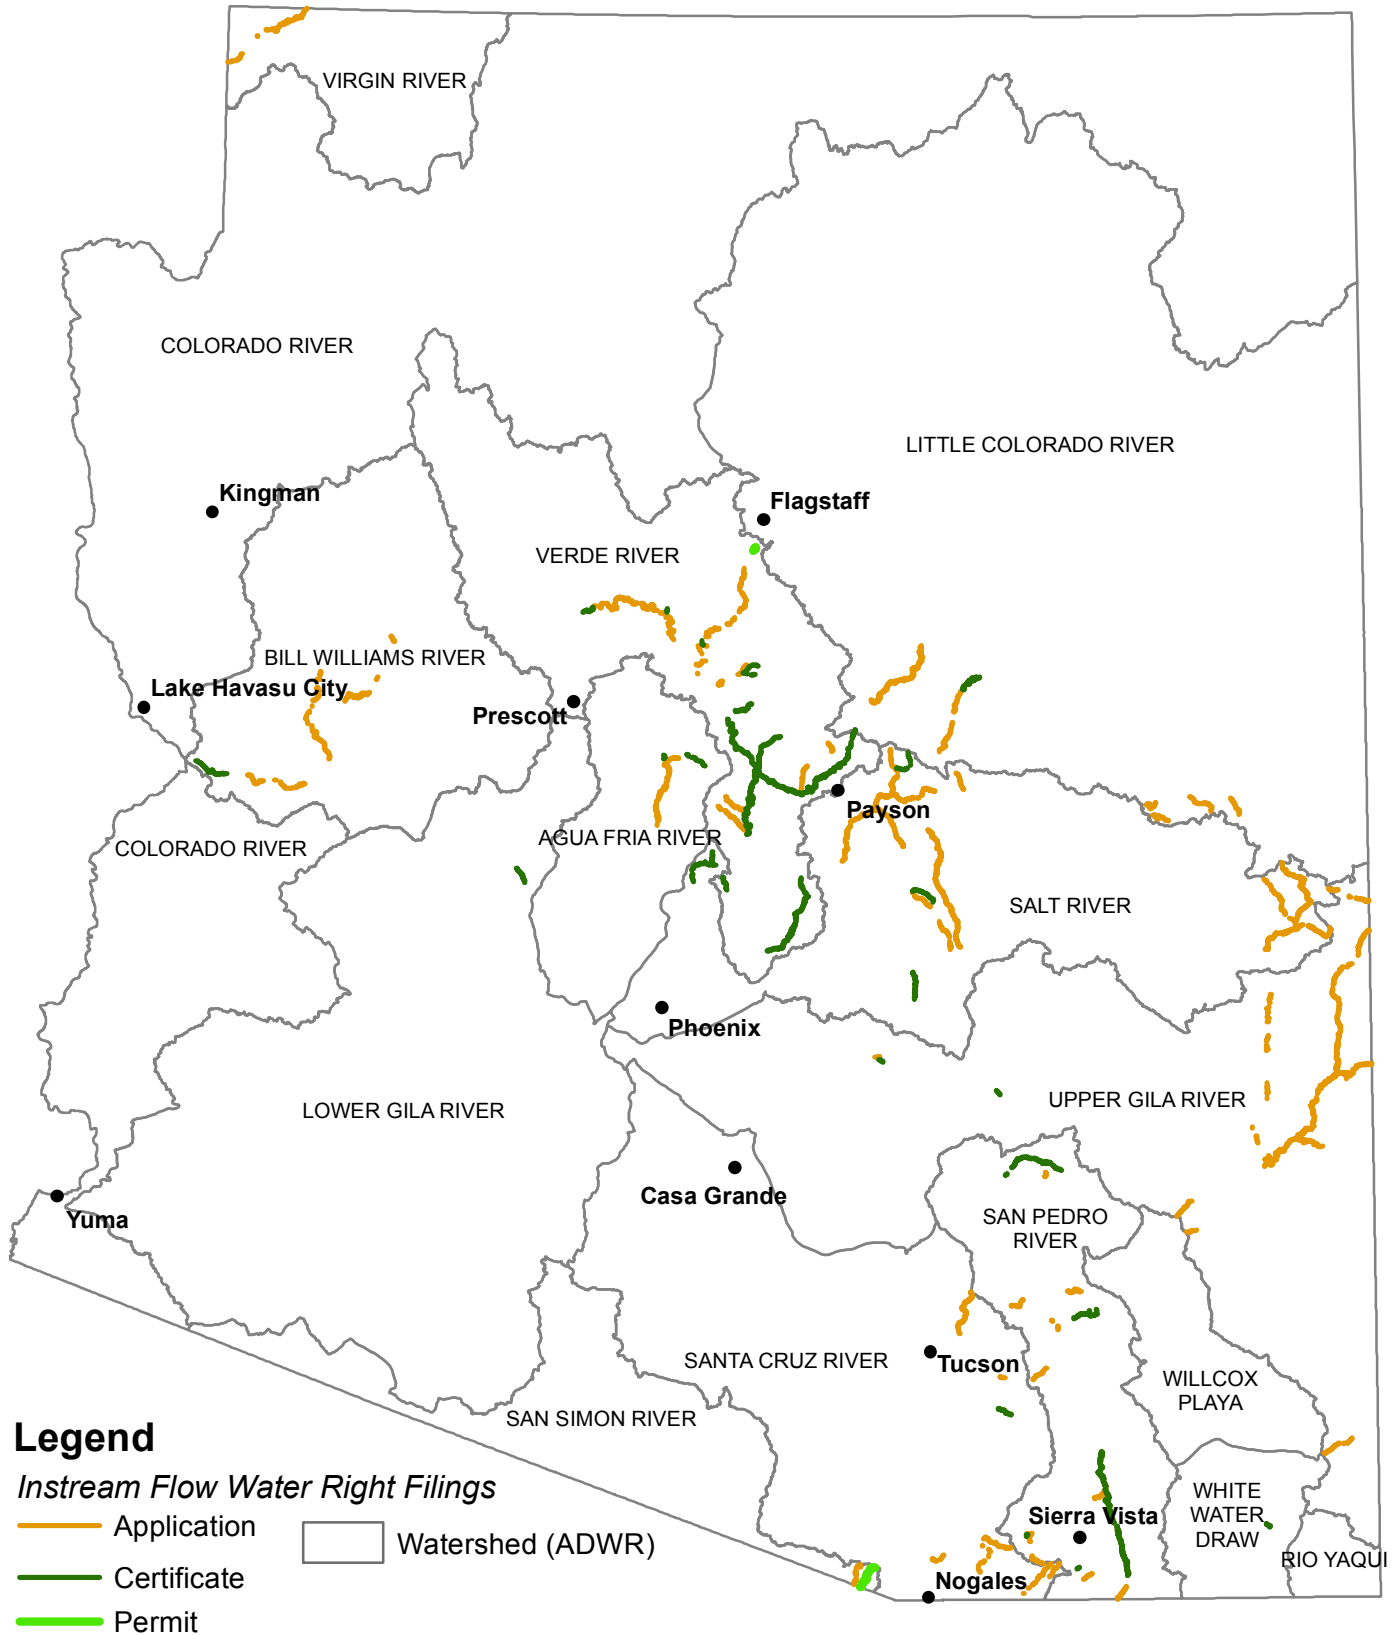 VIRGIN RIVER
COLORADO RIVER
LITTLE COLORADO RIVER
Kingman
Flagstaff
VERDE RIVER
BILL WILLIAMS RIVER
Lake Havasu City
Prescott
Payson
AGUA FRIA RIVER
COLORADO RIVER
SALT RIVER
Phoenix
UPPER GILA RIVER
LOWER GILA RIVER
Casa Grande
Yuma
SAN PEDRO
RIVER
SANTA CRUZ RIVER
Tucson
WILLCOX
PLAYA
SAN SIMON RIVER
WHITE
WATER
DRAW
Sierra Vista
RIO YAQUI
Nogales
Legend
Instream Flow Water Right Filings
Application
Watershed (ADWR)
Certificate
Permit